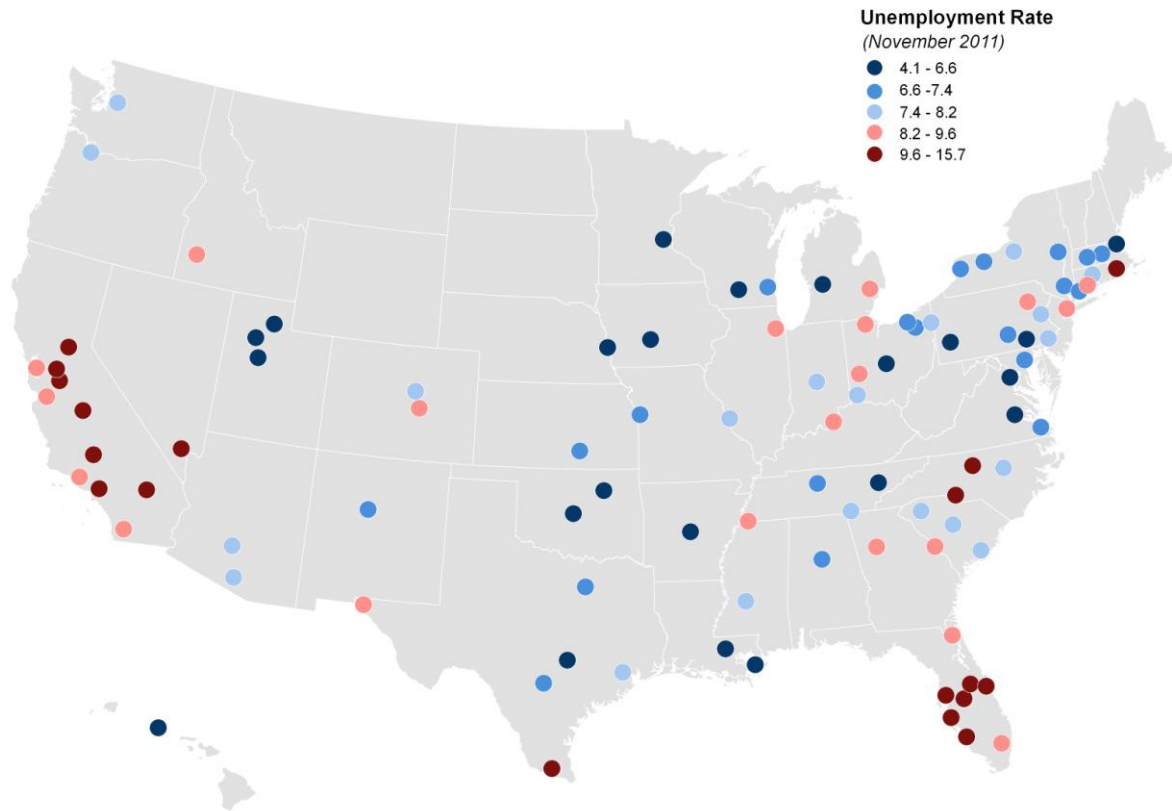 Unemployment Rate
(November 2011)
4.1 - 6.6
6.6 -7.4
7.4 - 8.2
8.2 - 9.6
9.6 - 15.7